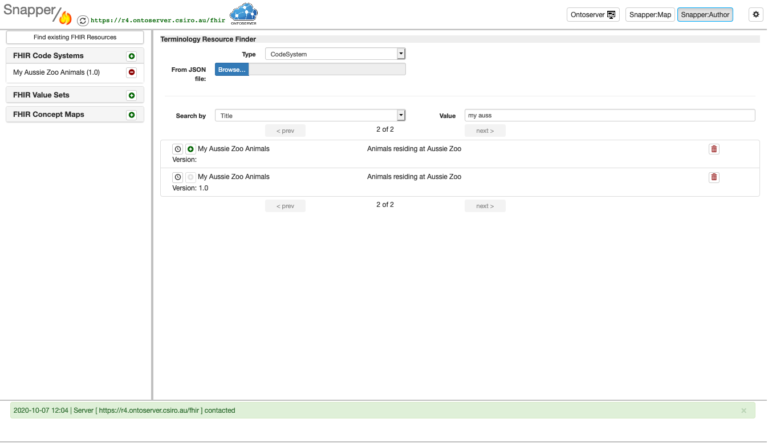 Snapper
https://r4.ontoserver.csiro.au/fhir
ONTOSERVER
Ontoserver
Snapper:Map
Snapper:Author
Find existing FHIR Resources
FHIR Code Systems
My Aussie Zoo Animals (1.0)
FHIR Value Sets
FHIR Concept Maps
Terminology Resource Finder
Type
CodeSystem
From JSON
file:
Browse...
Search by
Title
Value
my auss
< prev
2 of 2
next >
My Aussie Zoo Animals
Animals residing at Aussie Zoo
Version:
My Aussie Zoo Animals
Animals residing at Aussie Zoo
Version: 1.0
< prev
2 of 2
next >
2020-10-07 12:04 | Server [ https://r4.ontoserver.csiro.au/fhir ] contacted